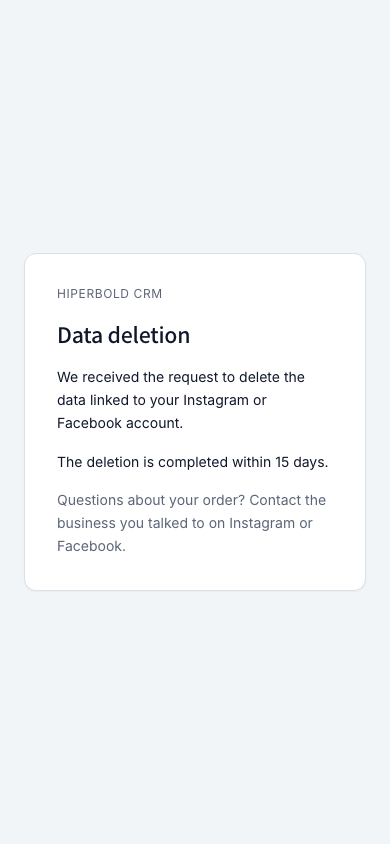 HIPERBOLD CRM
Data deletion
We received the request to delete the
data linked to your Instagram or
Facebook account.
The deletion is completed within 15 days.
Questions about your order? Contact the
business you talked to on Instagram or
Facebook.